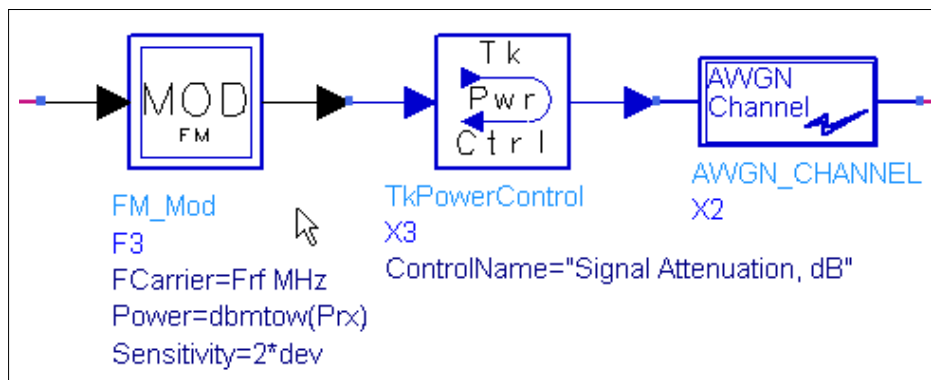 MOD
FM
FM_Mod
F3
FCarrier=Frf MHz
Power=dbmtow(Prx)
Sensitivity=2*dev
Tk
Pwr
Ctrl
TkPowerControl
X3
ControlName="Signal Attenuation, dB"
AWGN
Channel
AWGN_CHANNEL
X2